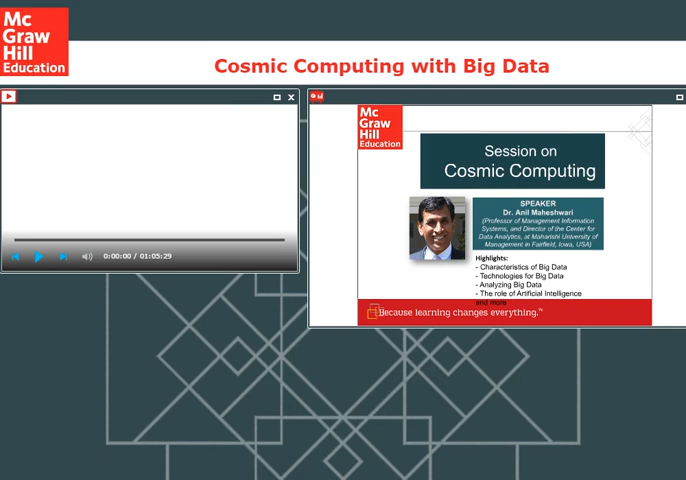 Mc
Graw
Hill
Education
Cosmic Computing with Big Data
0:00:00 / 01:05:29
Mc
Graw
Hill
Education
Session on
Cosmic Computing
SPEAKER
Dr. Anil Maheshwari
(Professor of Management Information
Systems, and Director of the Center for
Data Analytics, at Maharishi University of
Management in Fairfield, Iowa, USA)
Highlights:
- Characteristics of Big Data
- Technologies for Big Data
- Analyzing Big Data
- The role of Artificial Intelligence
and more
Because learning changes everything.™